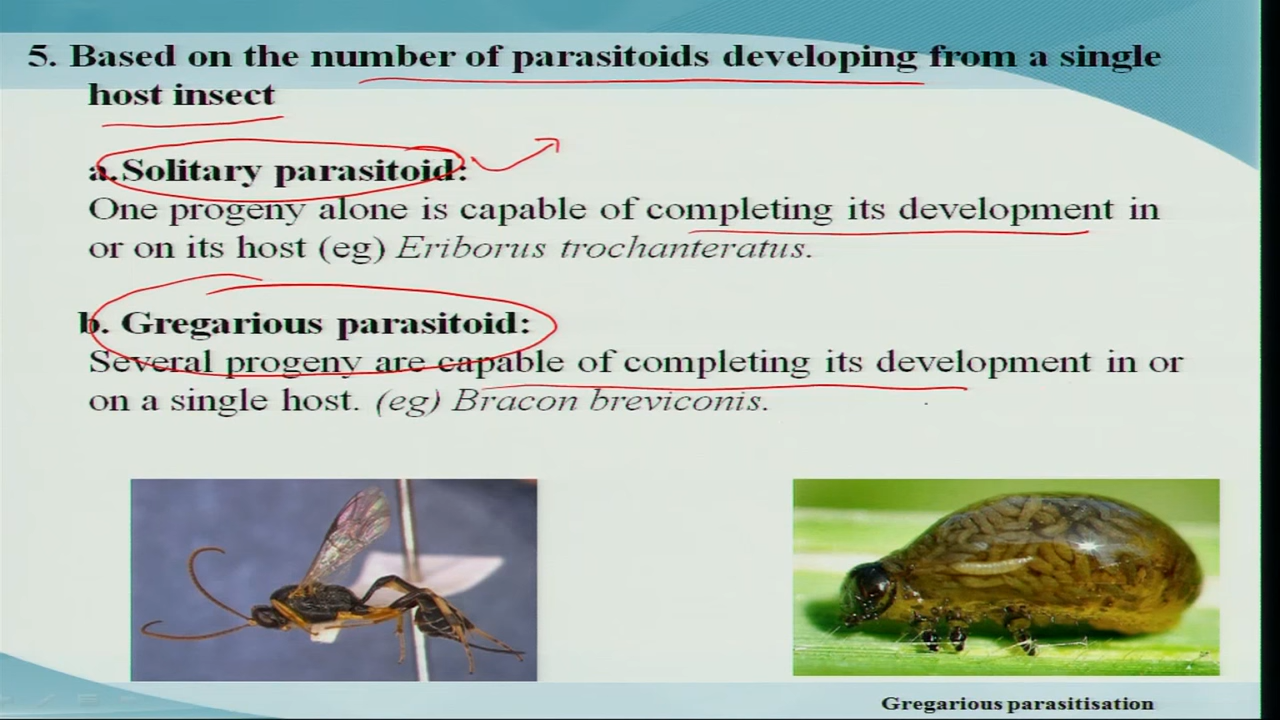 5. Based on the number of parasitoids developing from a single
host insect
a. Solitary parasitoid:
One progeny alone is capable of completing its development in
or on its host (eg) Eriborus trochanteratus.
b. Gregarious parasitoid:
Several progeny are capable of completing its development in or
on a single host. (eg) Bracon breviconis.
Gregarious parasitisation